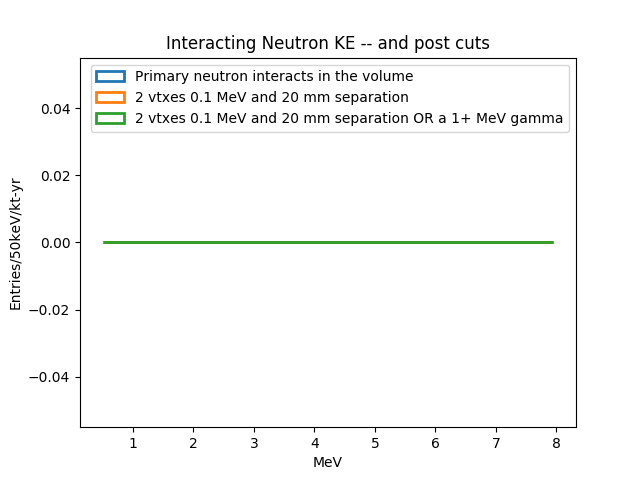 Interacting Neutron KE -- and post cuts
Primary neutron interacts in the volume
2 vtxes 0.1 MeV and 20 mm separation
2 vtxes 0.1 MeV and 20 mm separation OR a 1+ MeV gamma
Entries/50keV/kt-yr
0.04
0.02
0.00
−0.02
−0.04
1 2 3 4 5 6 7 8
MeV